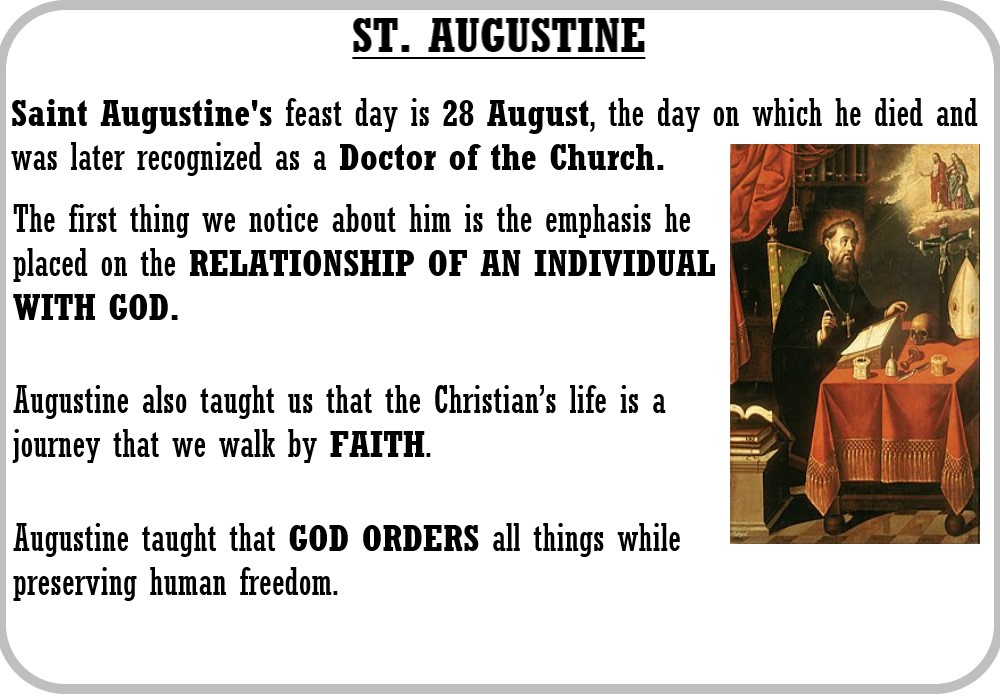 ST. AUGUSTINE
Saint Augustine's feast day is 28 August, the day on which he died and
was later recognized as a Doctor of the Church.
The first thing we notice about him is the emphasis he
placed on the RELATIONSHIP OF AN INDIVIDUAL
WITH GOD.
Augustine also taught us that the Christian’s life is a
journey that we walk by FAITH.
Augustine taught that GOD ORDERS all things while
preserving human freedom.